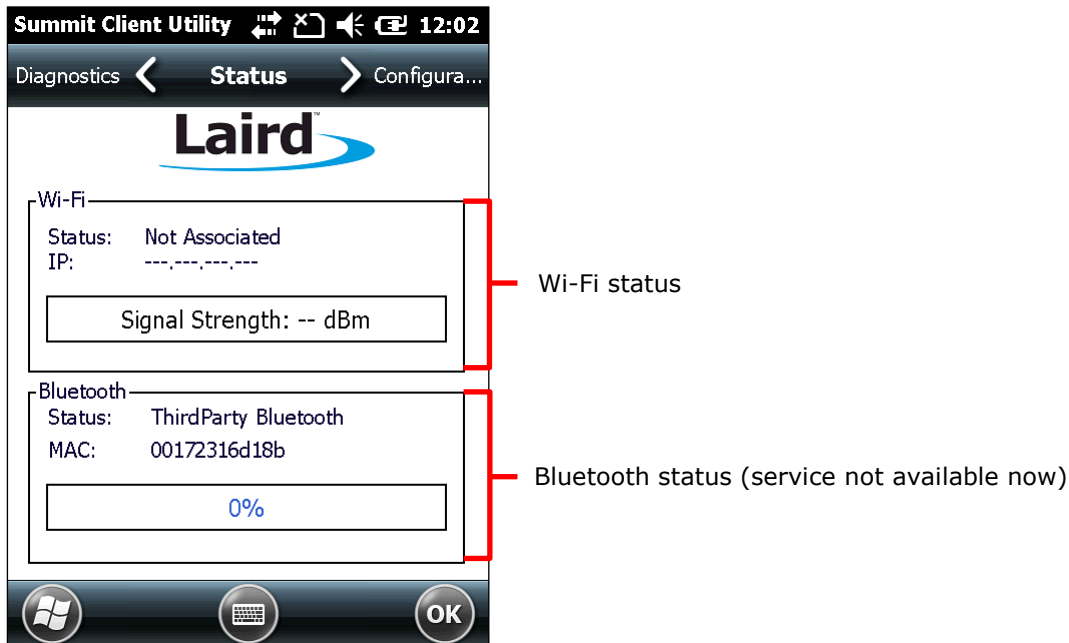 Summit Client Utility 12:02
Diagnostics Status Configura...
Laird™
Wi-Fi
Status: Not Associated
IP: ---.---.---.---
Signal Strength: -- dBm
Wi-Fi status
Bluetooth
Status: ThirdParty Bluetooth
MAC: 00172316d18b
0%
Bluetooth status (service not available now)
OK